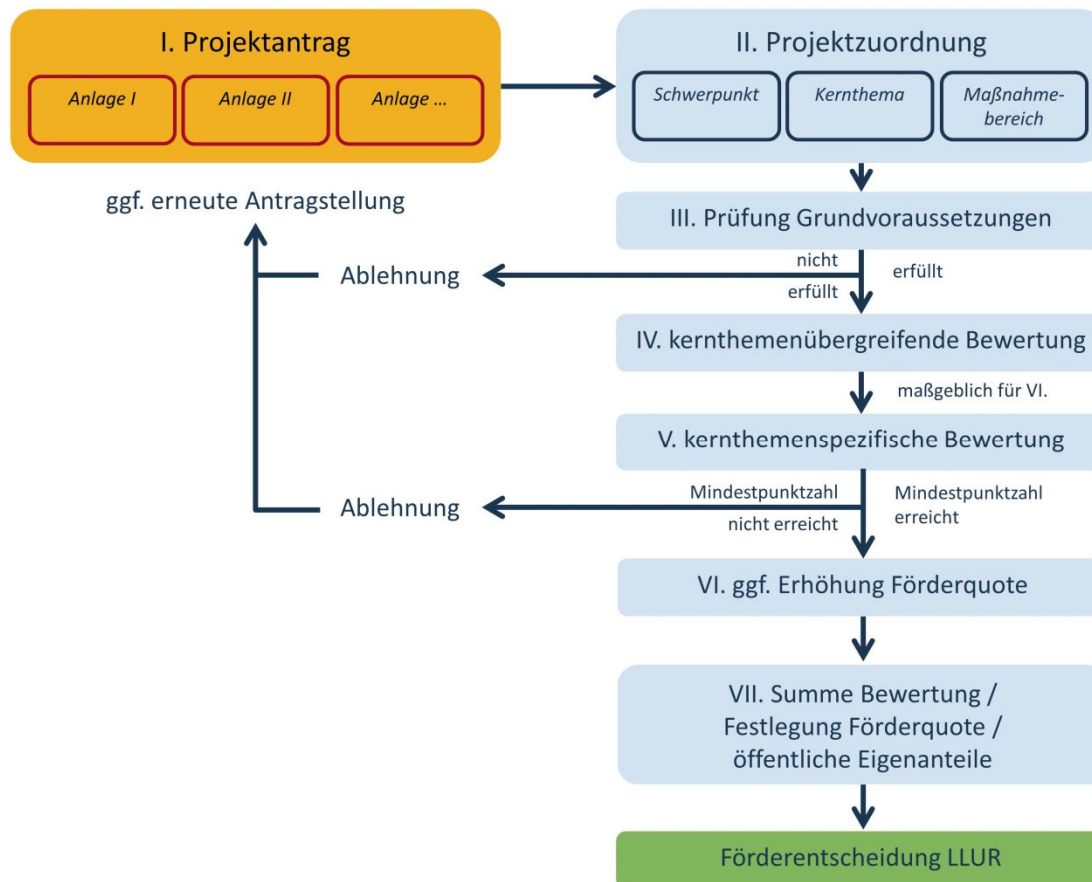 I. Projektantrag
Anlage I
Anlage II
Anlage ...
II. Projektzuordnung
Schwerpunkt
Kernthema
Maßnahme-
bereich
ggf. erneute Antragstellung
III. Prüfung Grundvoraussetzungen
Ablehnung
nicht
erfüllt
erfüllt
IV. kernthemenübergreifende Bewertung
maßgeblich für VI.
V. kernthemenspezifische Bewertung
Ablehnung
Mindestpunktzahl
nicht erreicht
Mindestpunktzahl
erreicht
VI. ggf. Erhöhung Förderquote
VII. Summe Bewertung /
Festlegung Förderquote /
öffentliche Eigenanteile
Förderentscheidung LLUR